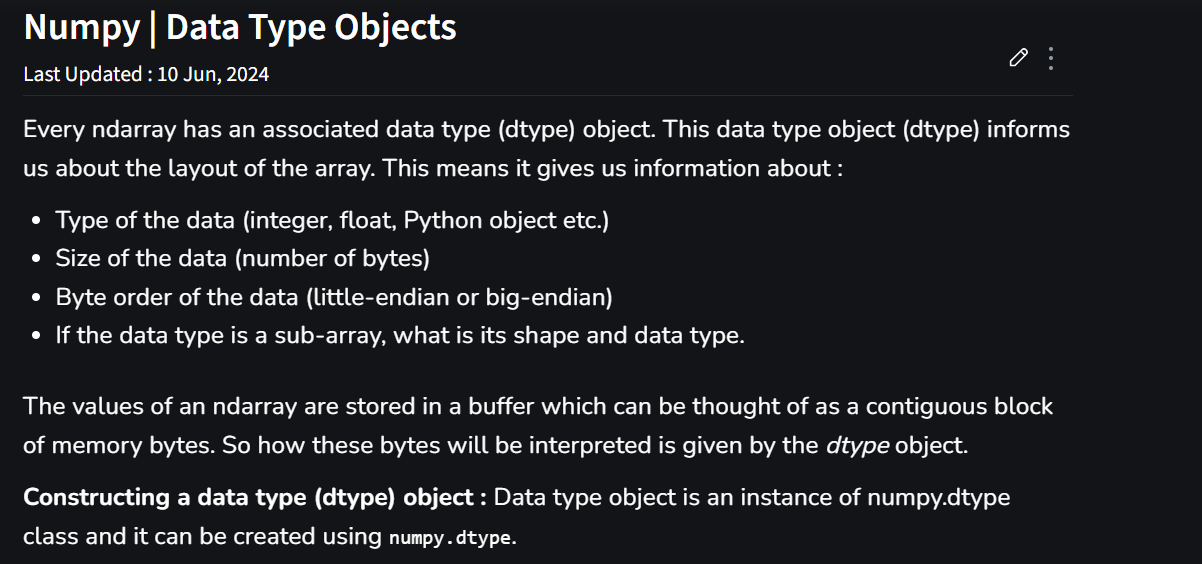 Numpy | Data Type Objects
Last Updated : 10 Jun, 2024
Every ndarray has an associated data type (dtype) object. This data type object (dtype) informs
us about the layout of the array. This means it gives us information about :
• Type of the data (integer, float, Python object etc.)
• Size of the data (number of bytes)
• Byte order of the data (little-endian or big-endian)
• If the data type is a sub-array, what is its shape and data type.
The values of an ndarray are stored in a buffer which can be thought of as a contiguous block
of memory bytes. So how these bytes will be interpreted is given by the dtype object.
Constructing a data type (dtype) object : Data type object is an instance of numpy.dtype
class and it can be created using numpy.dtype.